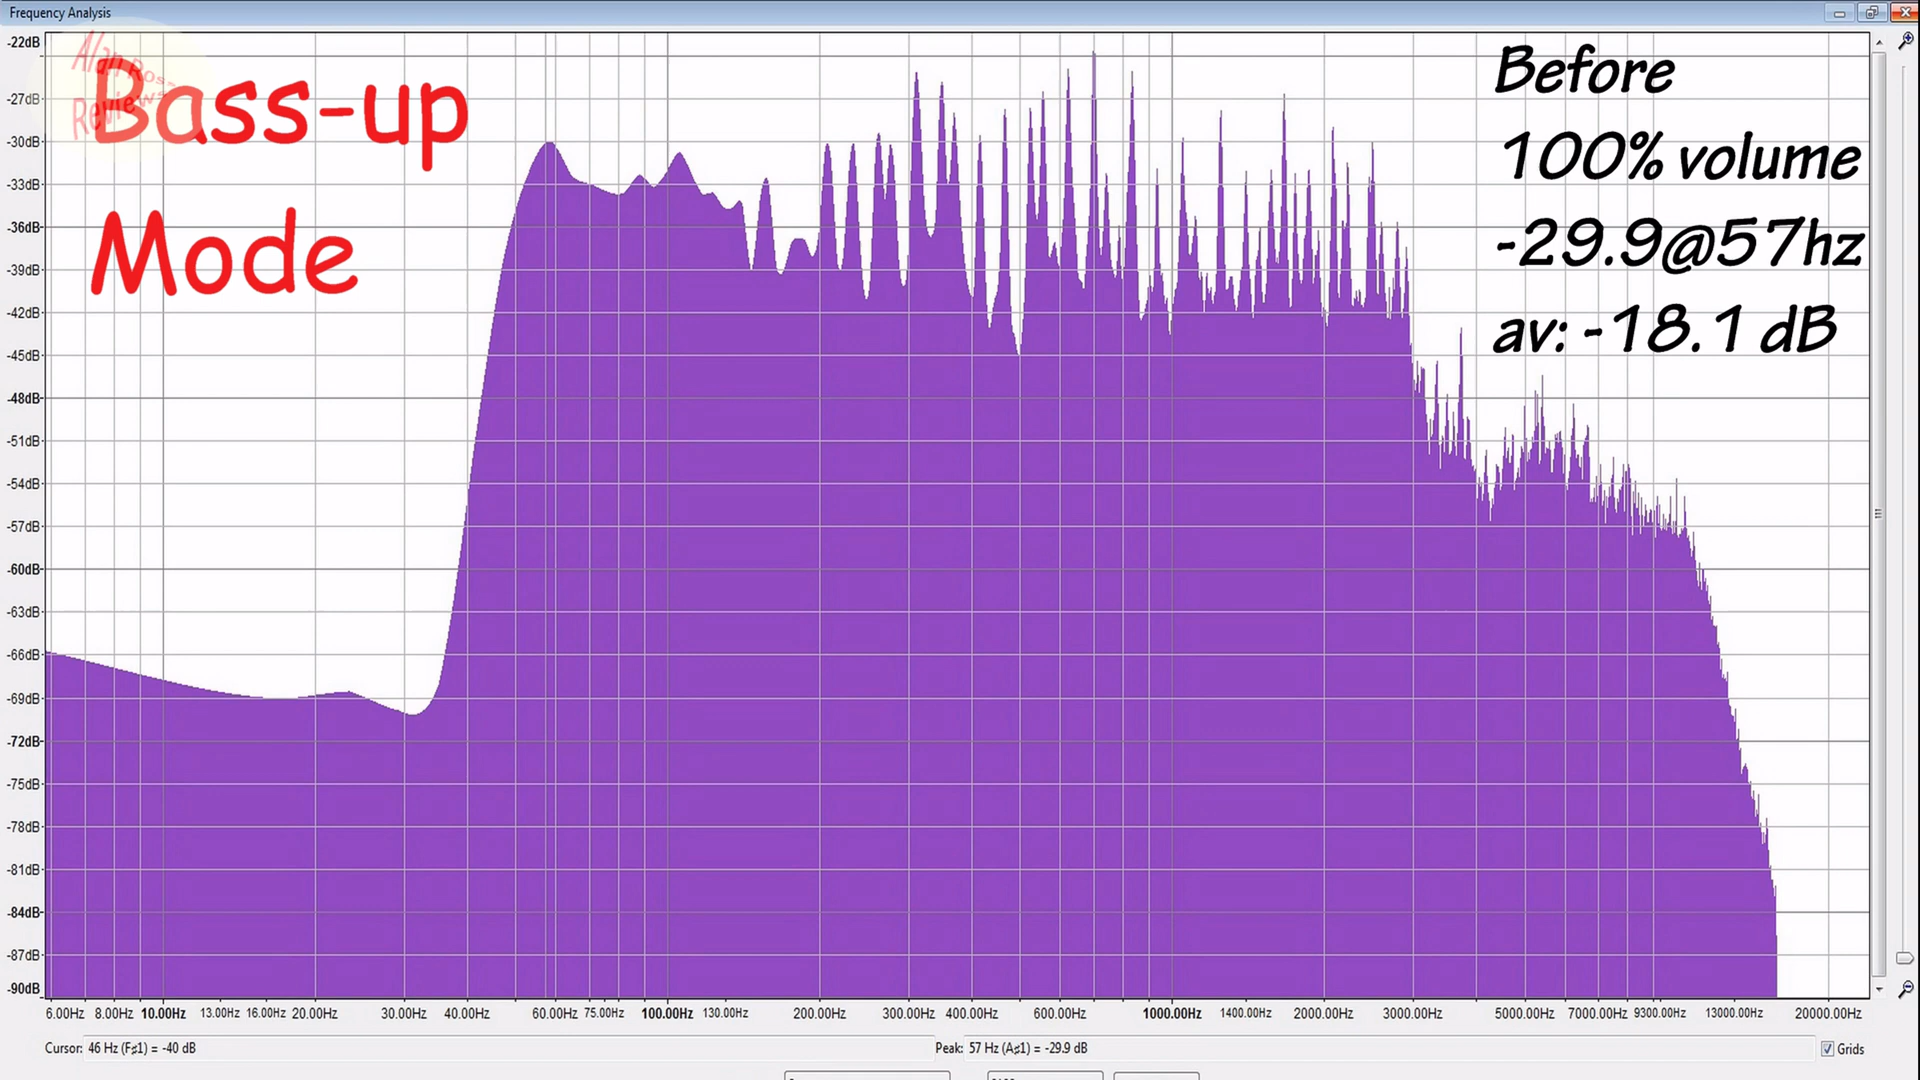 Frequency Analysis
Alan Ross
Reviews
Bass-up
Mode
Before
100% volume
-29.9@57hz
av: -18.1 dB
-22dB
-27dB
-30dB
-33dB
-36dB
-39dB
-42dB
-45dB
-48dB
-51dB
-54dB
-57dB
-60dB
-63dB
-66dB
-69dB
-72dB
-75dB
-78dB
-81dB
-84dB
-87dB
-90dB
6.00Hz 8.00Hz 10.00Hz 13.00Hz 16.00Hz 20.00Hz 30.00Hz 40.00Hz 60.00Hz 75.00Hz 100.00Hz 130.00Hz 200.00Hz 300.00Hz 400.00Hz 600.00Hz 1000.00Hz 1400.00Hz 2000.00Hz 3000.00Hz 5000.00Hz 7000.00Hz 9300.00Hz 13000.00Hz 20000.00Hz
Cursor: 46 Hz (F♯1) = -40 dB Peak: 57 Hz (A♯1) = -29.9 dB Grids